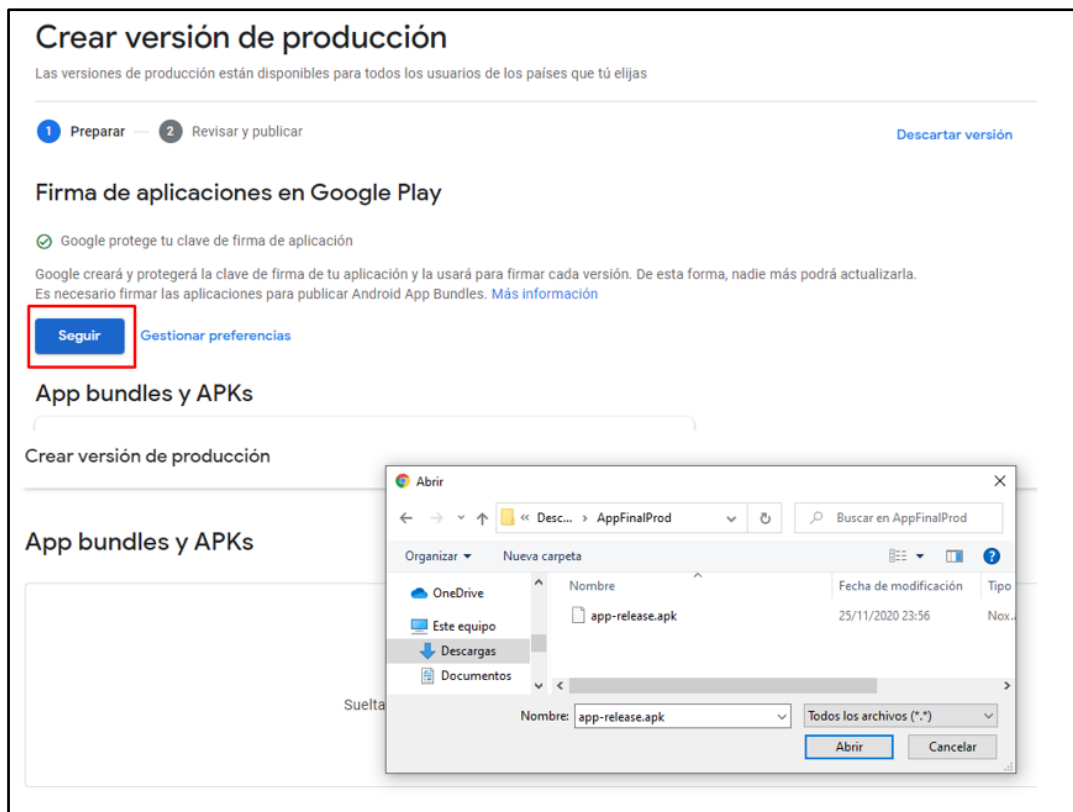 Crear versión de producción
Las versiones de producción están disponibles para todos los usuarios de los países que tú elijas
1 Preparar — 2 Revisar y publicar
Descartar versión
Firma de aplicaciones en Google Play
Google protege tu clave de firma de aplicación
Google creará y protegerá la clave de firma de tu aplicación y la usará para firmar cada versión. De esta forma, nadie más podrá actualizarla.
Es necesario firmar las aplicaciones para publicar Android App Bundles. Más información
Seguir Gestionar preferencias
App bundles y APKs
Crear versión de producción
App bundles y APKs
Suelta
Abrir
« Desc... › AppFinalProd
Buscar en AppFinalProd
Organizar Nueva carpeta
OneDrive
Este equipo
Descargas
Documentos
Nombre Fecha de modificación Tipo
app-release.apk 25/11/2020 23:56 Nox.
Nombre: app-release.apk Todos los archivos (*.*)
Abrir Cancelar